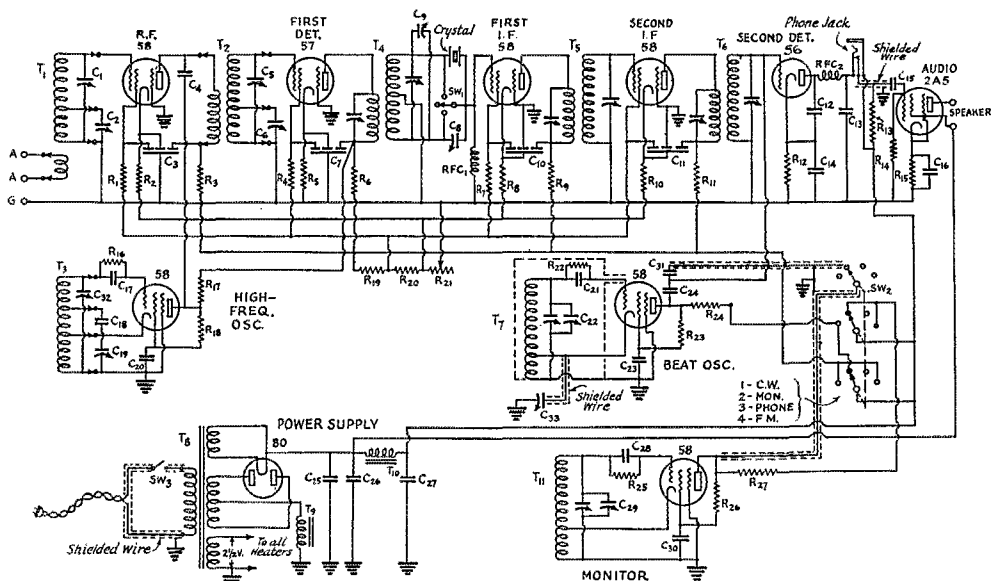 R.F.
58
FIRST
DET.
57
FIRST
I.F.
58
SECOND
I.F
58
SECOND DET.
56
Phone Jack
Shielded
Wire
AUDIO
2A5
SPEAKER
Crystal
T1
T2
T4
T5
T6
C1
C2
C3
C4
C5
C6
C7
C9
SW1
C8
RFC1
C10
C11
RFC2
C12
C13
C14
C15
C16
R1
R2
R3
R4
R5
R6
R7
R8
R9
R10
R11
R12
R13
R14
R15
A
A
G
T3
R16
C17
C32
C18
C19
C20
58
R17
R18
HIGH-
FREQ.
OSC.
R19
R20
R21
T7
R22
C21
C22
58
C31
C24
R24
R23
C23
BEAT OSC.
C33
Shielded
Wire
SW2
1 - C.W.
2 - MON.
3 - PHONE
4 - F.M.
POWER SUPPLY
T8
80
SW3
Shielded Wire
T9
T10
C25
C26
C27
2½V.
To all
Heaters
T11
C28
R25
C29
58
C30
R26
R27
MONITOR